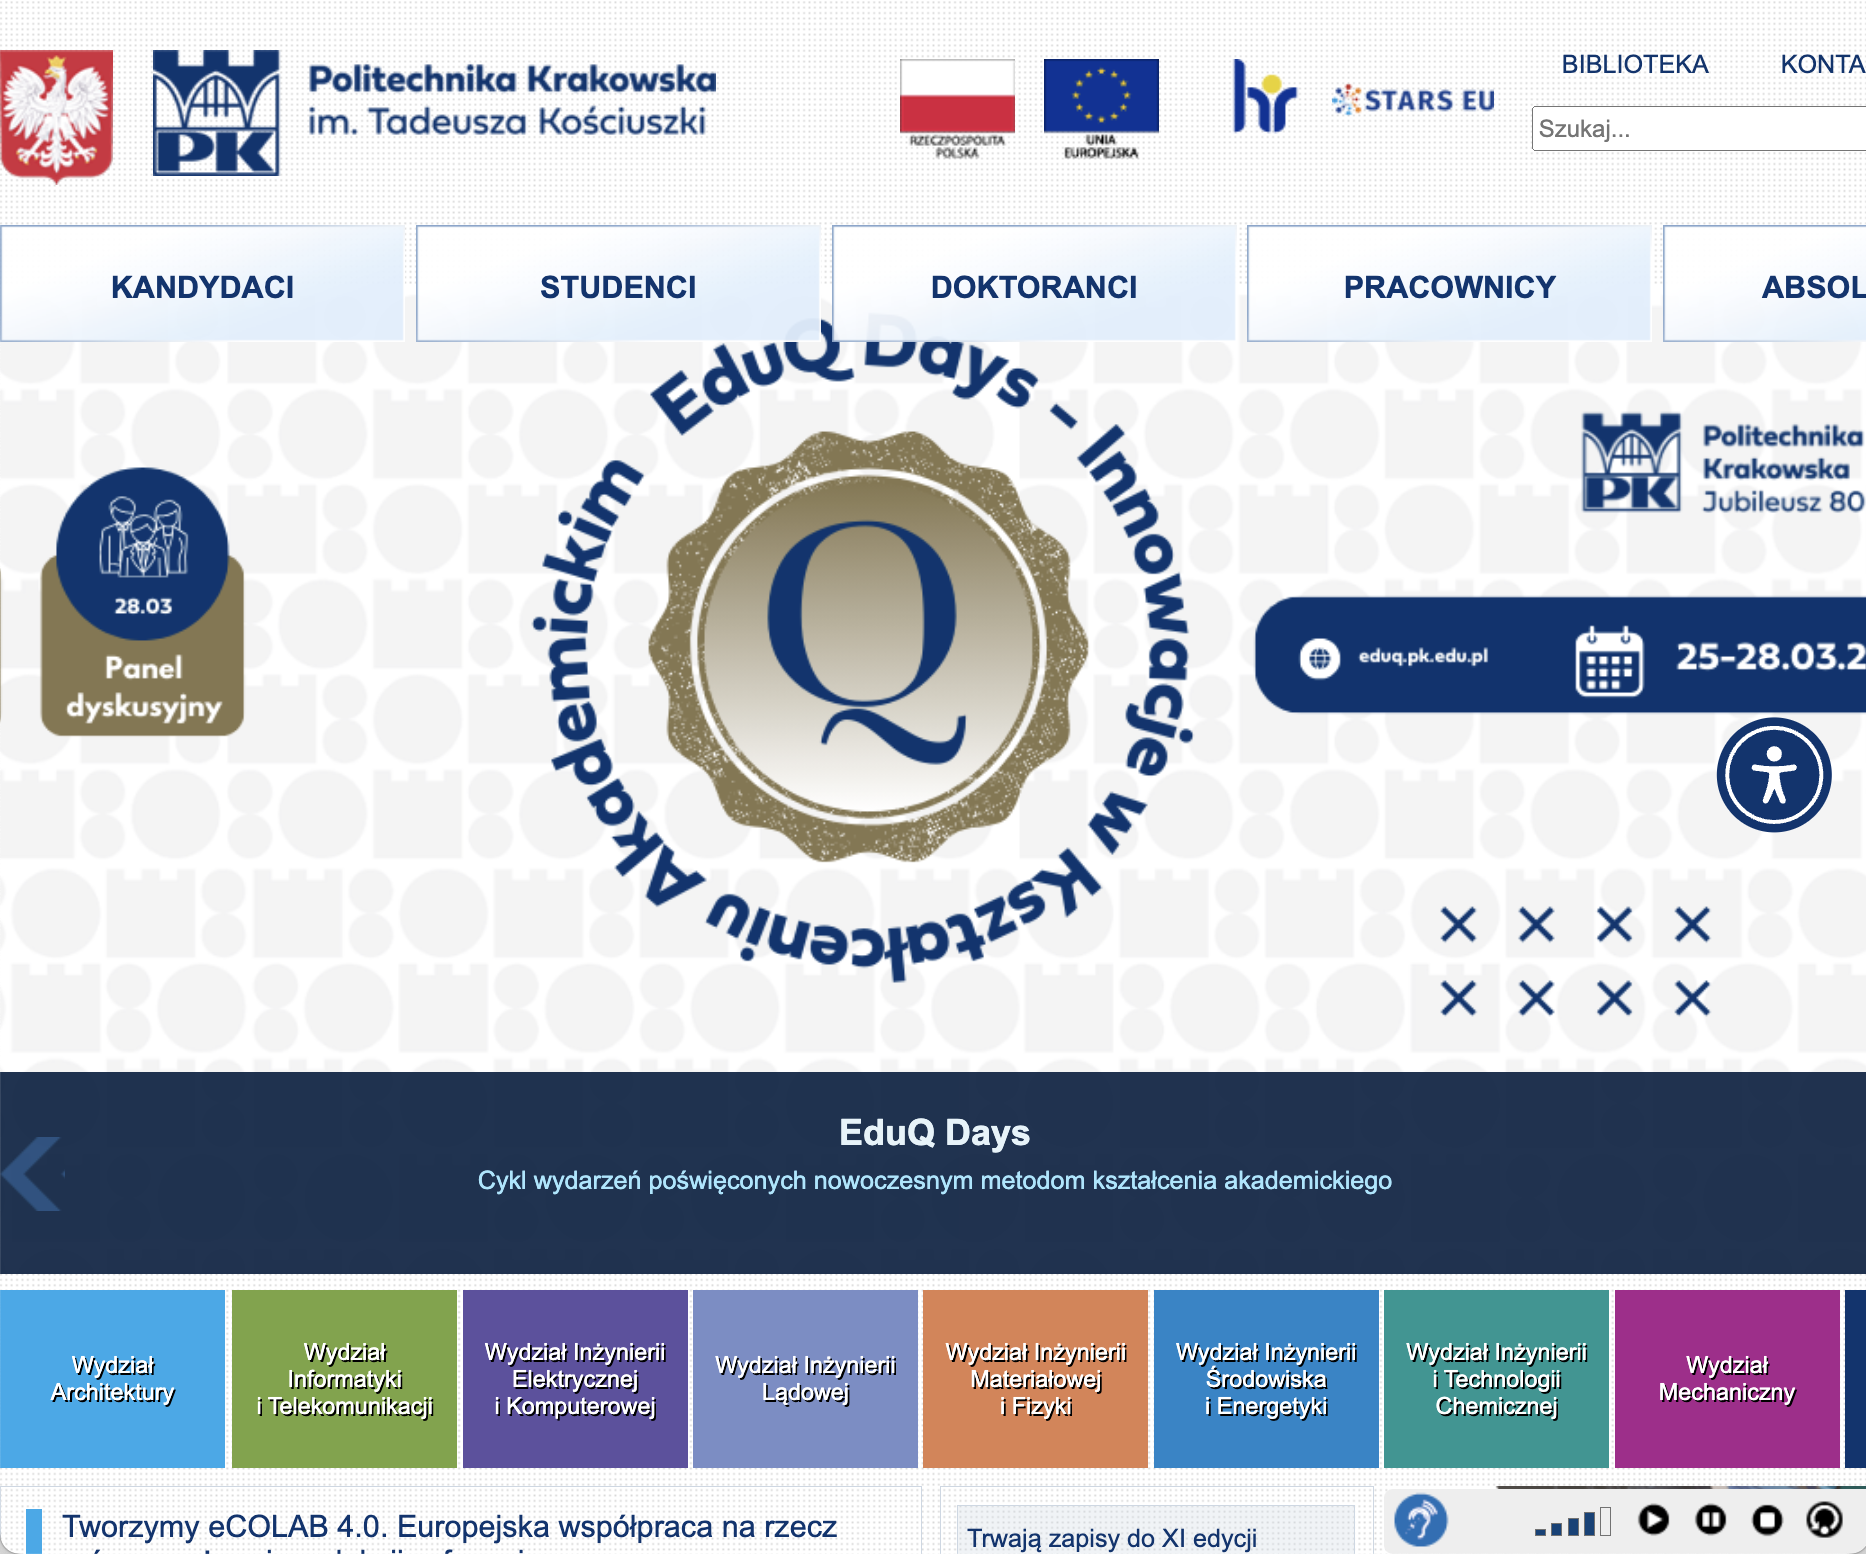 Politechnika Krakowska
im. Tadeusza Kościuszki
PK
RZECZPOSPOLITA
POLSKA
UNIA
EUROPEJSKA
hr
STARS EU
BIBLIOTEKA
KONTA
Szukaj...
KANDYDACI
STUDENCI
DOKTORANCI
PRACOWNICY
ABSOL
EduQ Days - Innowacje w Kształceniu Akademickim
Q
28.03
Panel
dyskusyjny
PK
Politechnika
Krakowska
Jubileusz 80
eduq.pk.edu.pl
25-28.03.2
EduQ Days
Cykl wydarzeń poświęconych nowoczesnym metodom kształcenia akademickiego
Wydział
Architektury
Wydział
Informatyki
i Telekomunikacji
Wydział Inżynierii
Elektrycznej
i Komputerowej
Wydział Inżynierii
Lądowej
Wydział Inżynierii
Materiałowej
i Fizyki
Wydział Inżynierii
Środowiska
i Energetyki
Wydział Inżynierii
i Technologii
Chemicznej
Wydział
Mechaniczny
Tworzymy eCOLAB 4.0. Europejska współpraca na rzecz
Trwają zapisy do XI edycji